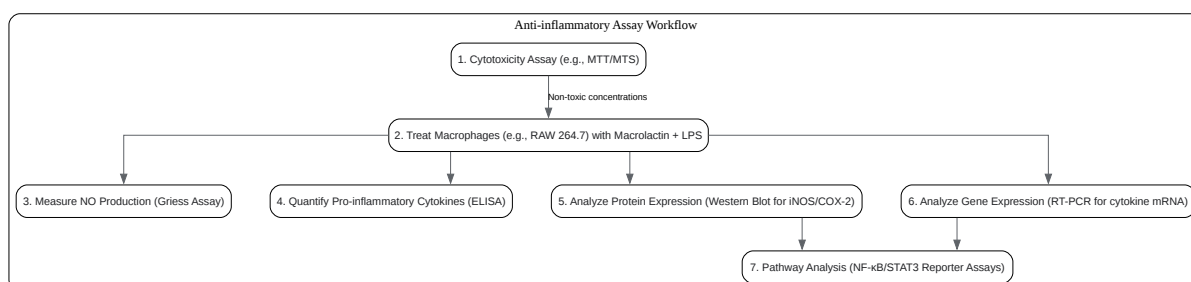 Anti-inflammatory Assay Workflow
1. Cytotoxicity Assay (e.g., MTT/MTS)
Non-toxic concentrations
2. Treat Macrophages (e.g., RAW 264.7) with Macrolactin + LPS
3. Measure NO Production (Griess Assay)
4. Quantify Pro-inflammatory Cytokines (ELISA)
5. Analyze Protein Expression (Western Blot for iNOS/COX-2)
6. Analyze Gene Expression (RT-PCR for cytokine mRNA)
7. Pathway Analysis (NF-κB/STAT3 Reporter Assays)